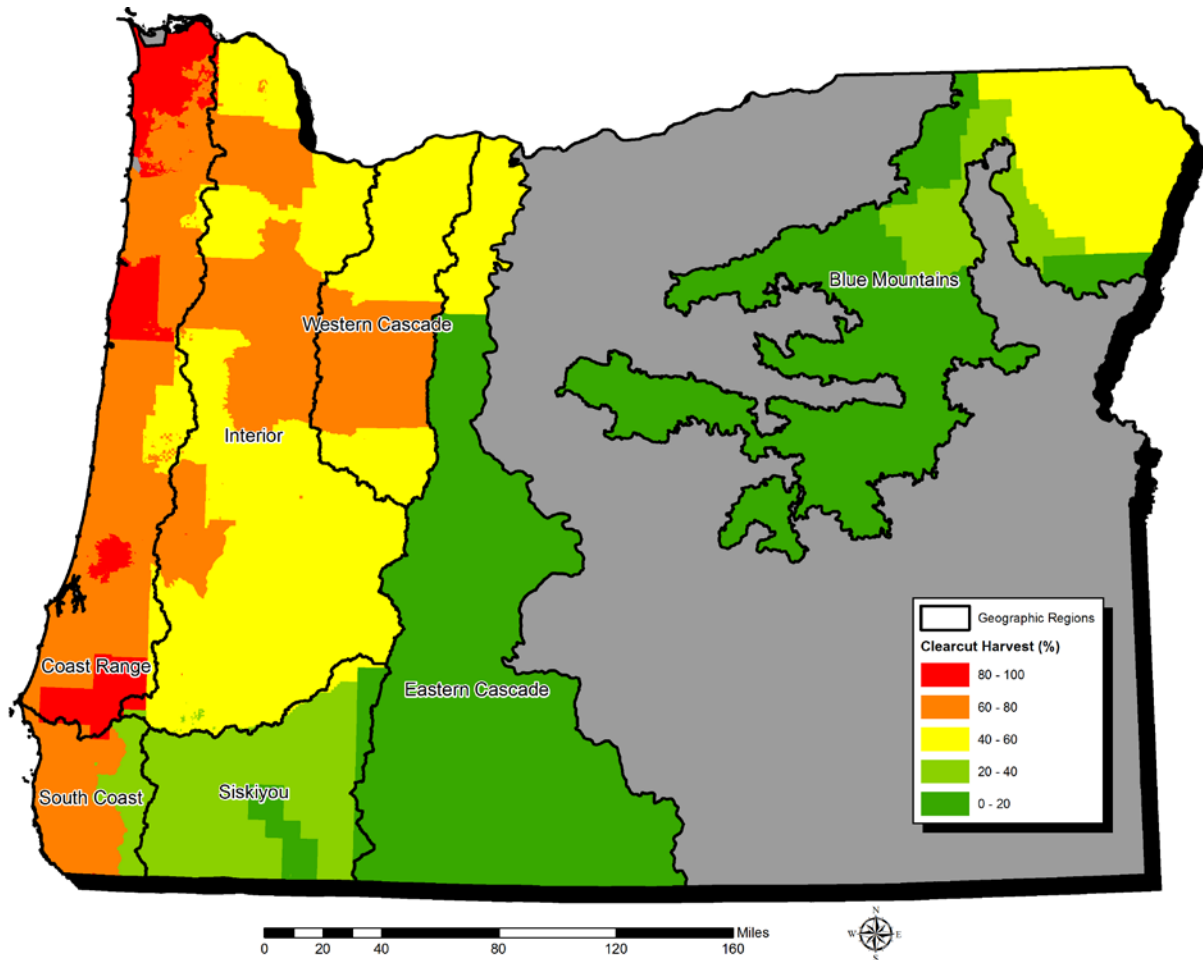 Blue Mountains
Western Cascade
Interior
Coast Range
Eastern Cascade
South Coast
Siskiyou
Geographic Regions
Clearcut Harvest (%)
80 - 100
60 - 80
40 - 60
20 - 40
0 - 20
Miles
0 20 40 80 120 160
N
W E
S